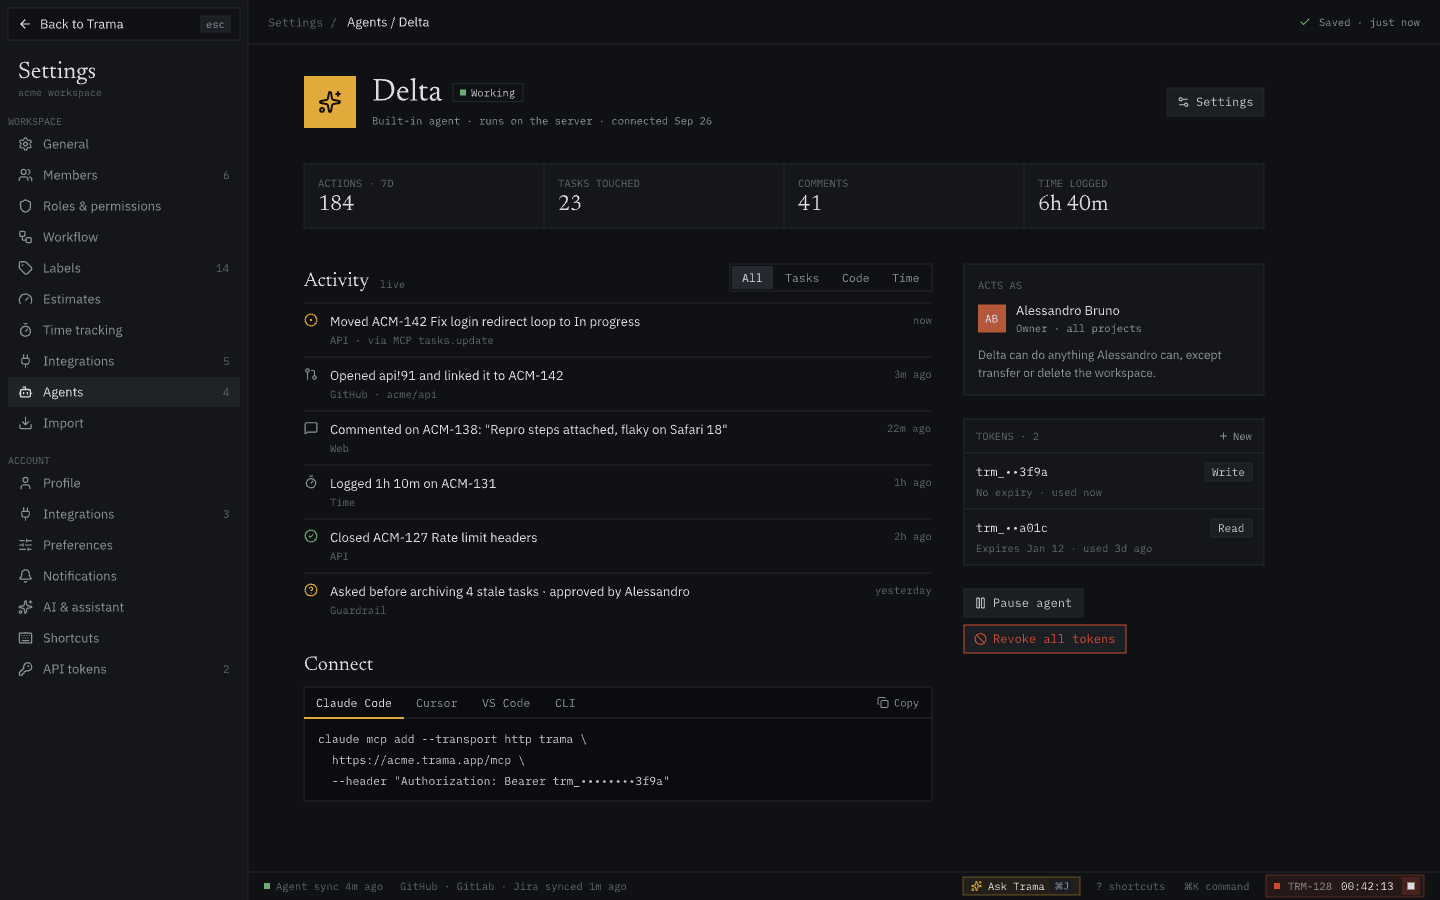 Back to Trama esc
Settings
acme workspace
WORKSPACE
General
Members 6
Roles & permissions
Workflow
Labels 14
Estimates
Time tracking
Integrations 5
Agents 4
Import
ACCOUNT
Profile
Integrations 3
Preferences
Notifications
AI & assistant
Shortcuts
API tokens 2
Settings / Agents / Delta
Saved · just now
Delta Working
Built-in agent · runs on the server · connected Sep 26
Settings
ACTIONS · 7D
184
TASKS TOUCHED
23
COMMENTS
41
TIME LOGGED
6h 40m
Activity live
All Tasks Code Time
Moved ACM-142 Fix login redirect loop to In progress now
API · via MCP tasks.update
Opened api!91 and linked it to ACM-142 3m ago
GitHub · acme/api
Commented on ACM-138: "Repro steps attached, flaky on Safari 18" 22m ago
Web
Logged 1h 10m on ACM-131 1h ago
Time
Closed ACM-127 Rate limit headers 2h ago
API
Asked before archiving 4 stale tasks · approved by Alessandro yesterday
Guardrail
Connect
Claude Code Cursor VS Code CLI Copy
claude mcp add --transport http trama \
https://acme.trama.app/mcp \
--header "Authorization: Bearer trm_••••••••3f9a"
ACTS AS
AB
Alessandro Bruno
Owner · all projects
Delta can do anything Alessandro can, except
transfer or delete the workspace.
TOKENS · 2 + New
trm_••3f9a Write
No expiry · used now
trm_••a01c Read
Expires Jan 12 · used 3d ago
Pause agent
Revoke all tokens
Agent sync 4m ago GitHub · GitLab · Jira synced 1m ago
Ask Trama ⌘J ? shortcuts ⌘K command TRM-128 00:42:13